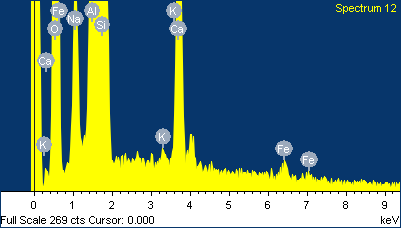 Spectrum 12
Fe Al K
O Na Si Ca
Ca
K K Fe Fe
0 1 2 3 4 5 6 7 8 9
Full Scale 269 cts Cursor: 0.000 keV